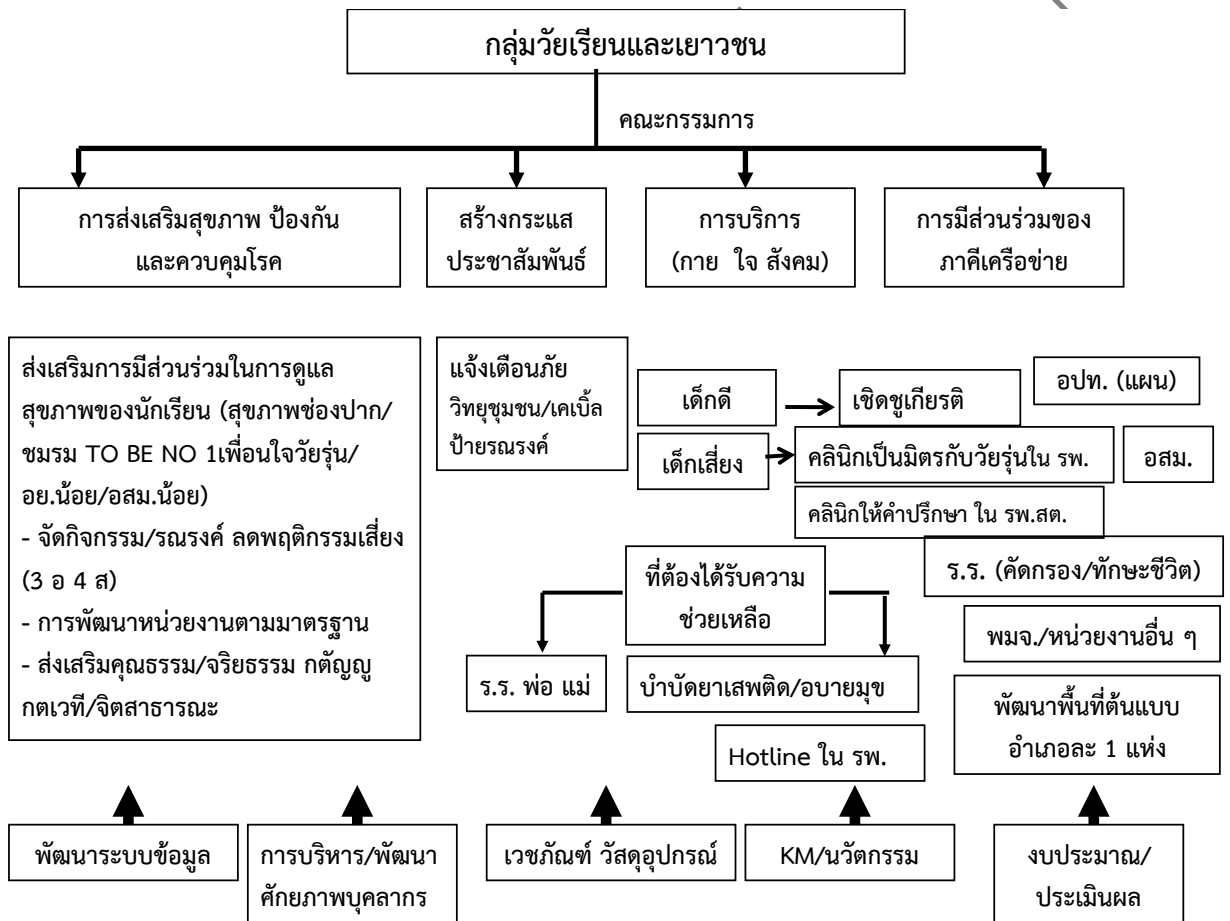 กลุ่มวัยเรียนและเยาวชน
คณะกรรมการ
การส่งเสริมสุขภาพ ป้องกัน
และควบคุมโรค
สร้างกระแส
ประชาสัมพันธ์
การบริการ
(กาย ใจ สังคม)
การมีส่วนร่วมของ
ภาคีเครือข่าย
ส่งเสริมการมีส่วนร่วมในการดูแล
สุขภาพของนักเรียน (สุขภาพช่องปาก/
ชมรม TO BE NO 1เพื่อนใจวัยรุ่น/
อย.น้อย/อสม.น้อย)
- จัดกิจกรรม/รณรงค์ ลดพฤติกรรมเสี่ยง
(3 อ 4 ส)
- การพัฒนาหน่วยงานตามมาตรฐาน
- ส่งเสริมคุณธรรม/จริยธรรม กตัญญู
กตเวที/จิตสาธารณะ
แจ้งเตือนภัย
วิทยุชุมชน/เคเบิ้ล
ป้ายรณรงค์
เด็กดี
เชิดชูเกียรติ
อปท. (แผน)
เด็กเสี่ยง
คลินิกเป็นมิตรกับวัยรุ่นใน รพ.
อสม.
คลินิกให้คำปรึกษา ใน รพ.สต.
ที่ต้องได้รับความ
ช่วยเหลือ
ร.ร. (คัดกรอง/ทักษะชีวิต)
พมจ./หน่วยงานอื่น ๆ
ร.ร. พ่อ แม่
บำบัดยาเสพติด/อบายมุข
พัฒนาพื้นที่ต้นแบบ
อำเภอละ 1 แห่ง
Hotline ใน รพ.
พัฒนาระบบข้อมูล
การบริหาร/พัฒนา
ศักยภาพบุคลากร
เวชภัณฑ์ วัสดุอุปกรณ์
KM/นวัตกรรม
งบประมาณ/
ประเมินผล